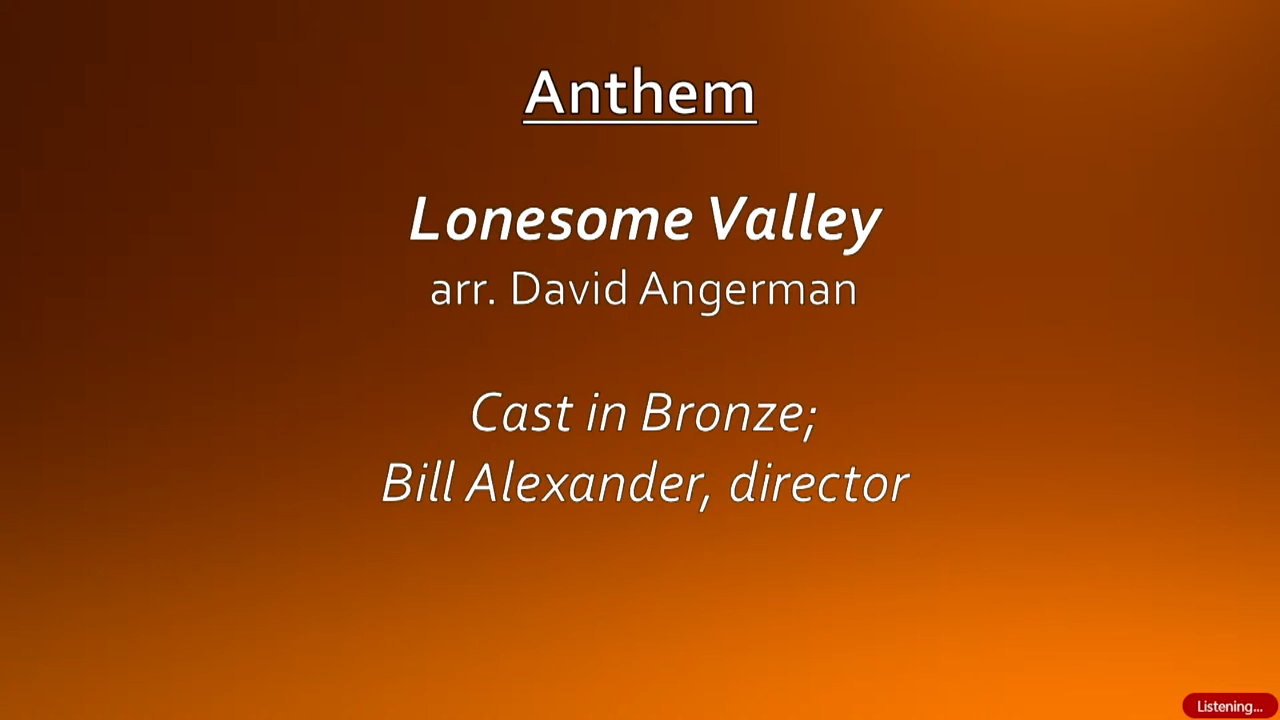 Anthem
Lonesome Valley
arr. David Angerman
Cast in Bronze;
Bill Alexander, director
Listening...